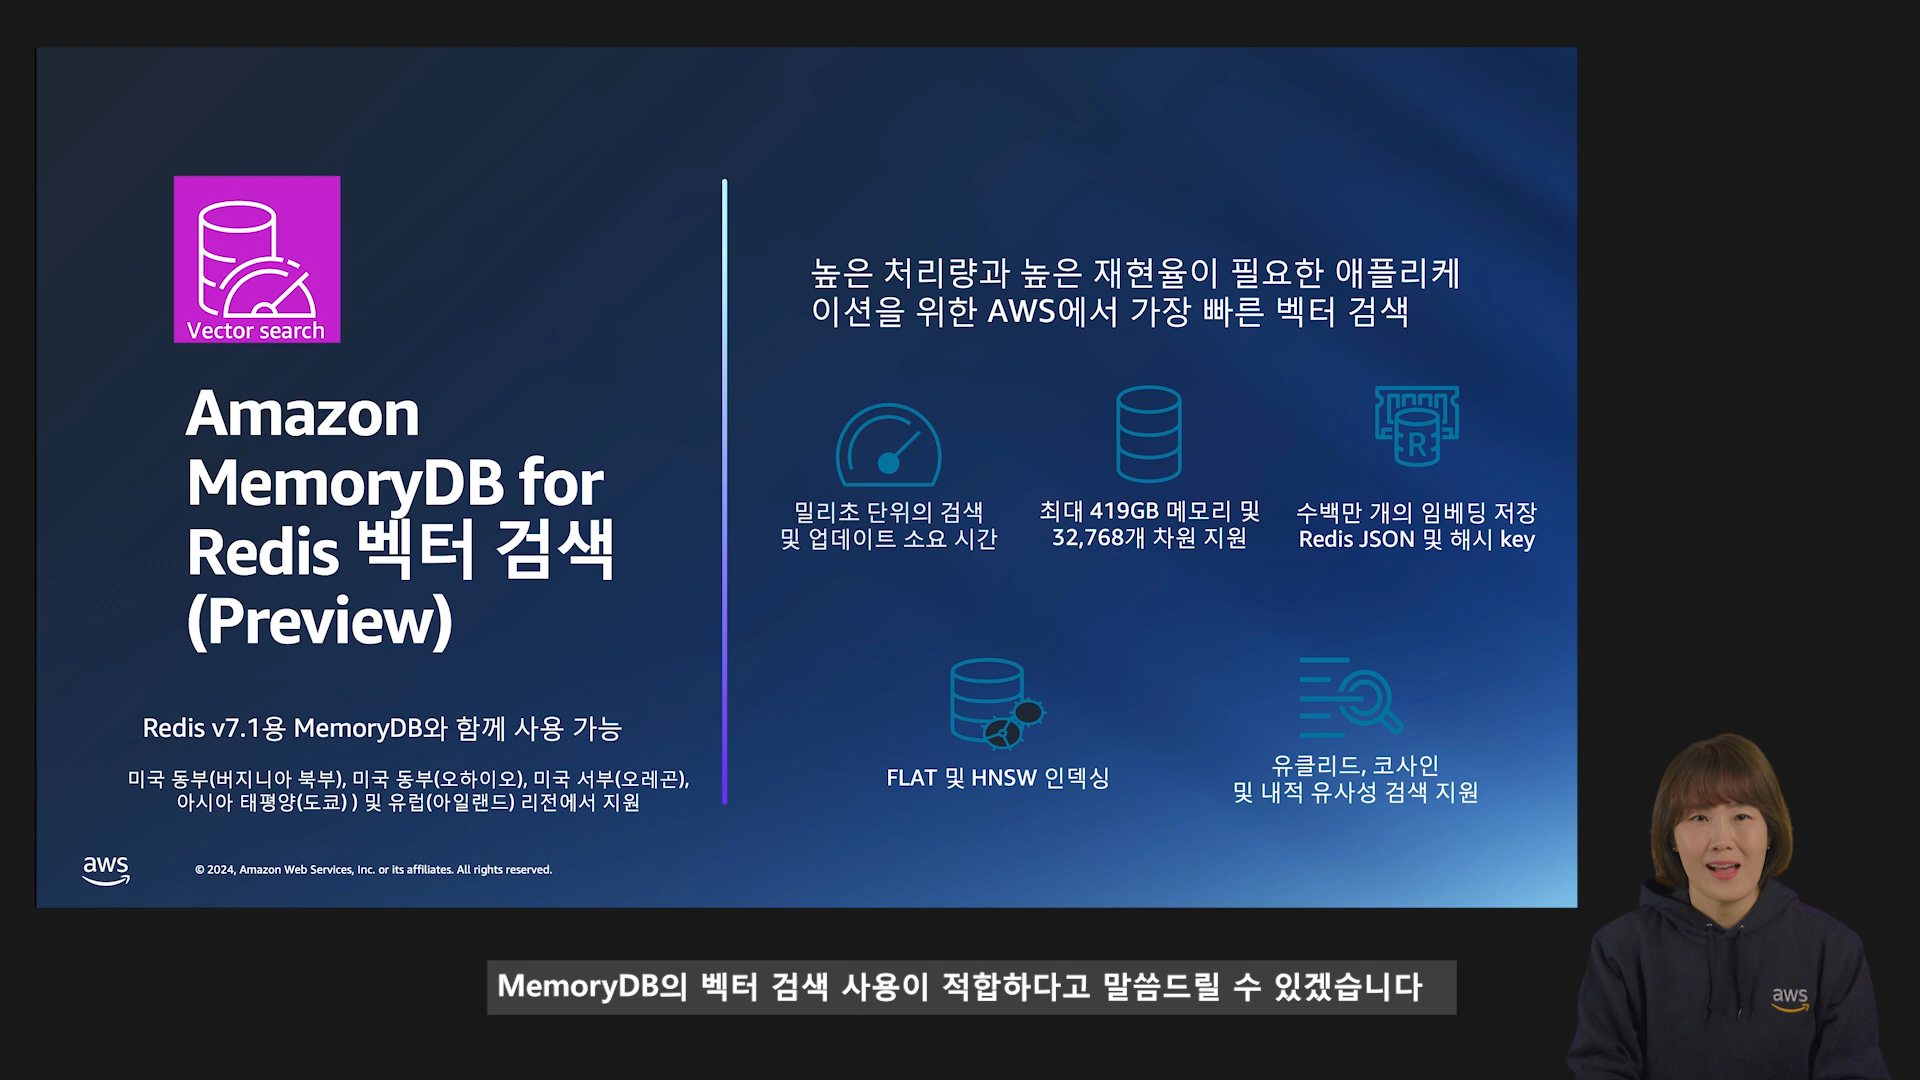 Vector search
Amazon
MemoryDB for
Redis 벡터 검색
(Preview)
Redis v7.1용 MemoryDB와 함께 사용 가능
미국 동부(버지니아 북부), 미국 동부(오하이오), 미국 서부(오레곤),
아시아 태평양(도쿄) ) 및 유럽(아일랜드) 리전에서 지원
높은 처리량과 높은 재현율이 필요한 애플리케
이션을 위한 AWS에서 가장 빠른 벡터 검색
밀리초 단위의 검색
및 업데이트 소요 시간
최대 419GB 메모리 및
32,768개 차원 지원
R
수백만 개의 임베딩 저장
Redis JSON 및 해시 key
FLAT 및 HNSW 인덱싱
유클리드, 코사인
및 내적 유사성 검색 지원
aws
© 2024, Amazon Web Services, Inc. or its affiliates. All rights reserved.
aws
MemoryDB의 벡터 검색 사용이 적합하다고 말씀드릴 수 있겠습니다